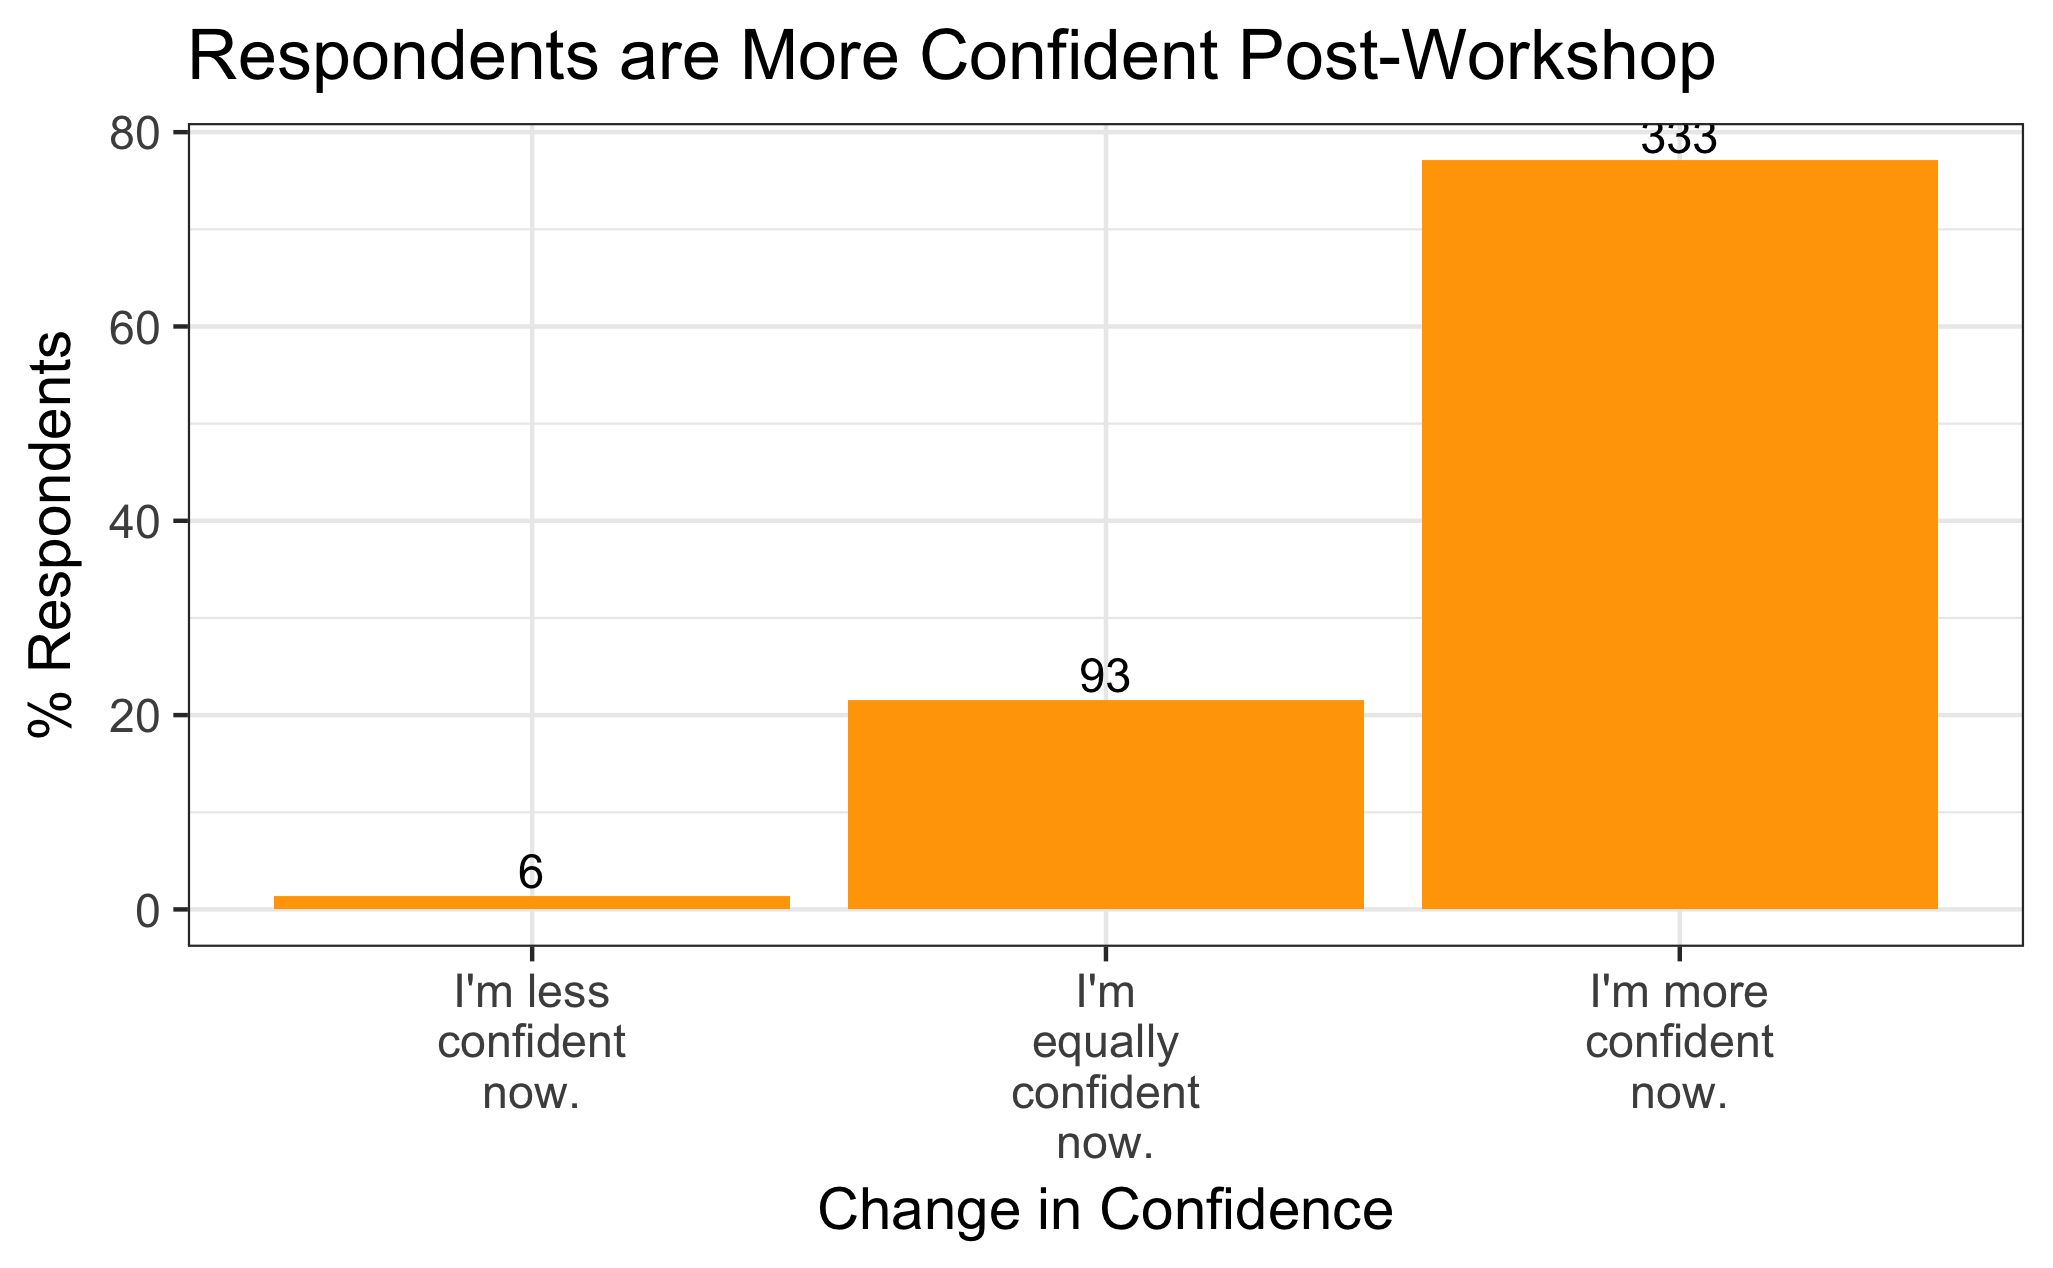 Respondents are More Confident Post-Workshop
80
60
40
20
0
% Respondents
6
93
333
I'm less
confident
now.
I'm
equally
confident
now.
I'm more
confident
now.
Change in Confidence